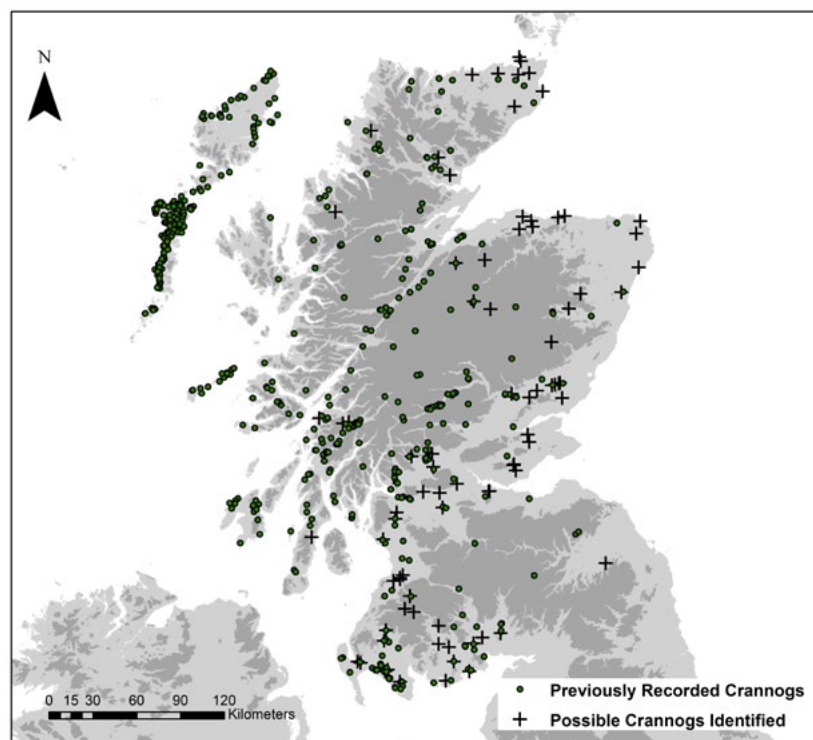 N
Previously Recorded Crannogs
0 15 30 60 90 120
Kilometers
Possible Crannogs Identified